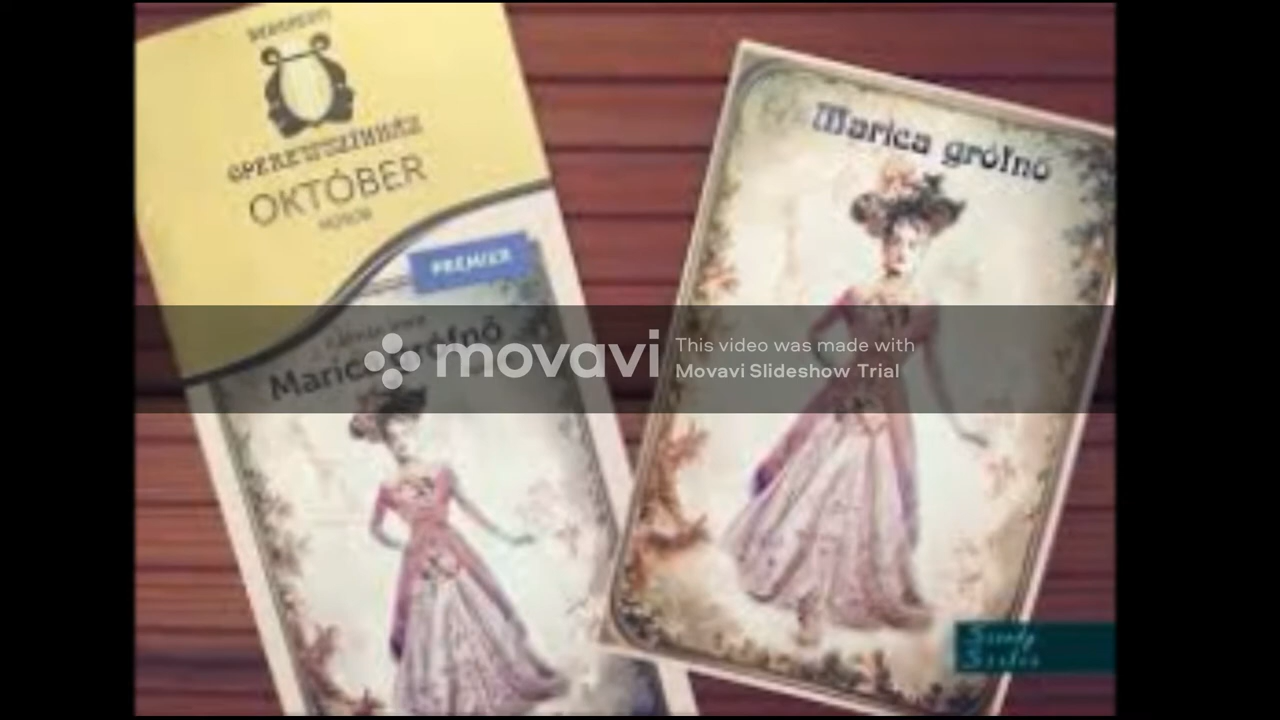 OPERETTSZÍNHÁZ
OKTÓBER
PREMIER
Marica grófnő
Marica grófnő
movavi
This video was made with
Movavi Slideshow Trial